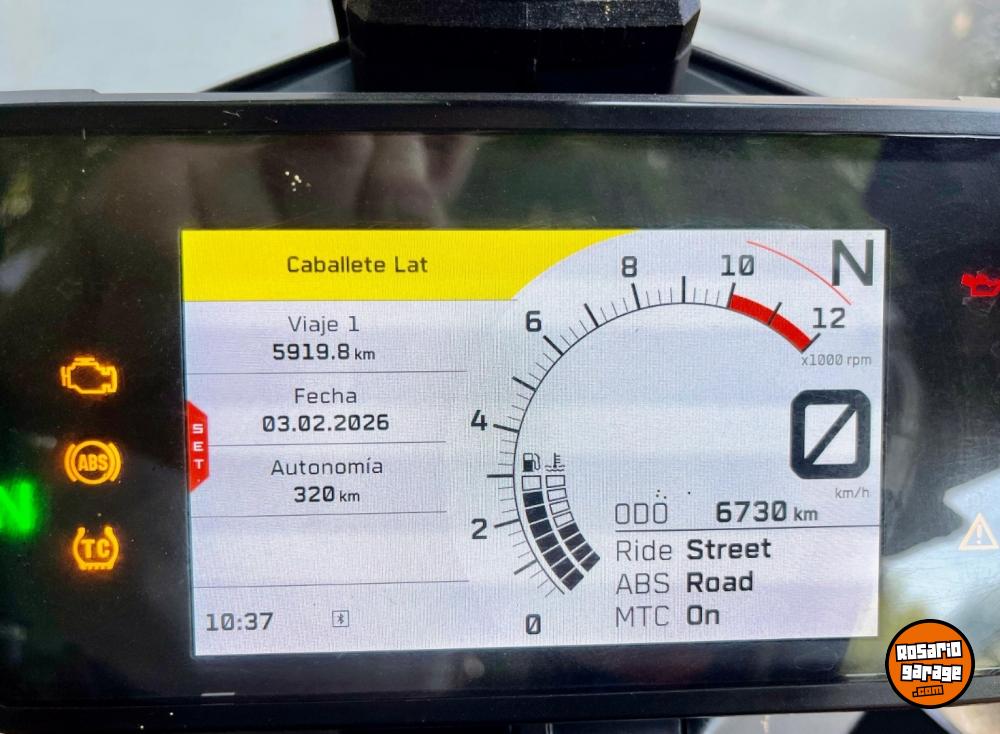 Caballete Lat
Viaje 1
5919.8 km
Fecha
03.02.2026
Autonomía
320 km
10:37
SET
ABS
N
TC
0
2
4
6
8
10
12
x1000 rpm
N
0
km/h
ODO 6730 km
Ride Street
ABS Road
MTC On
Rosario
garage
.com